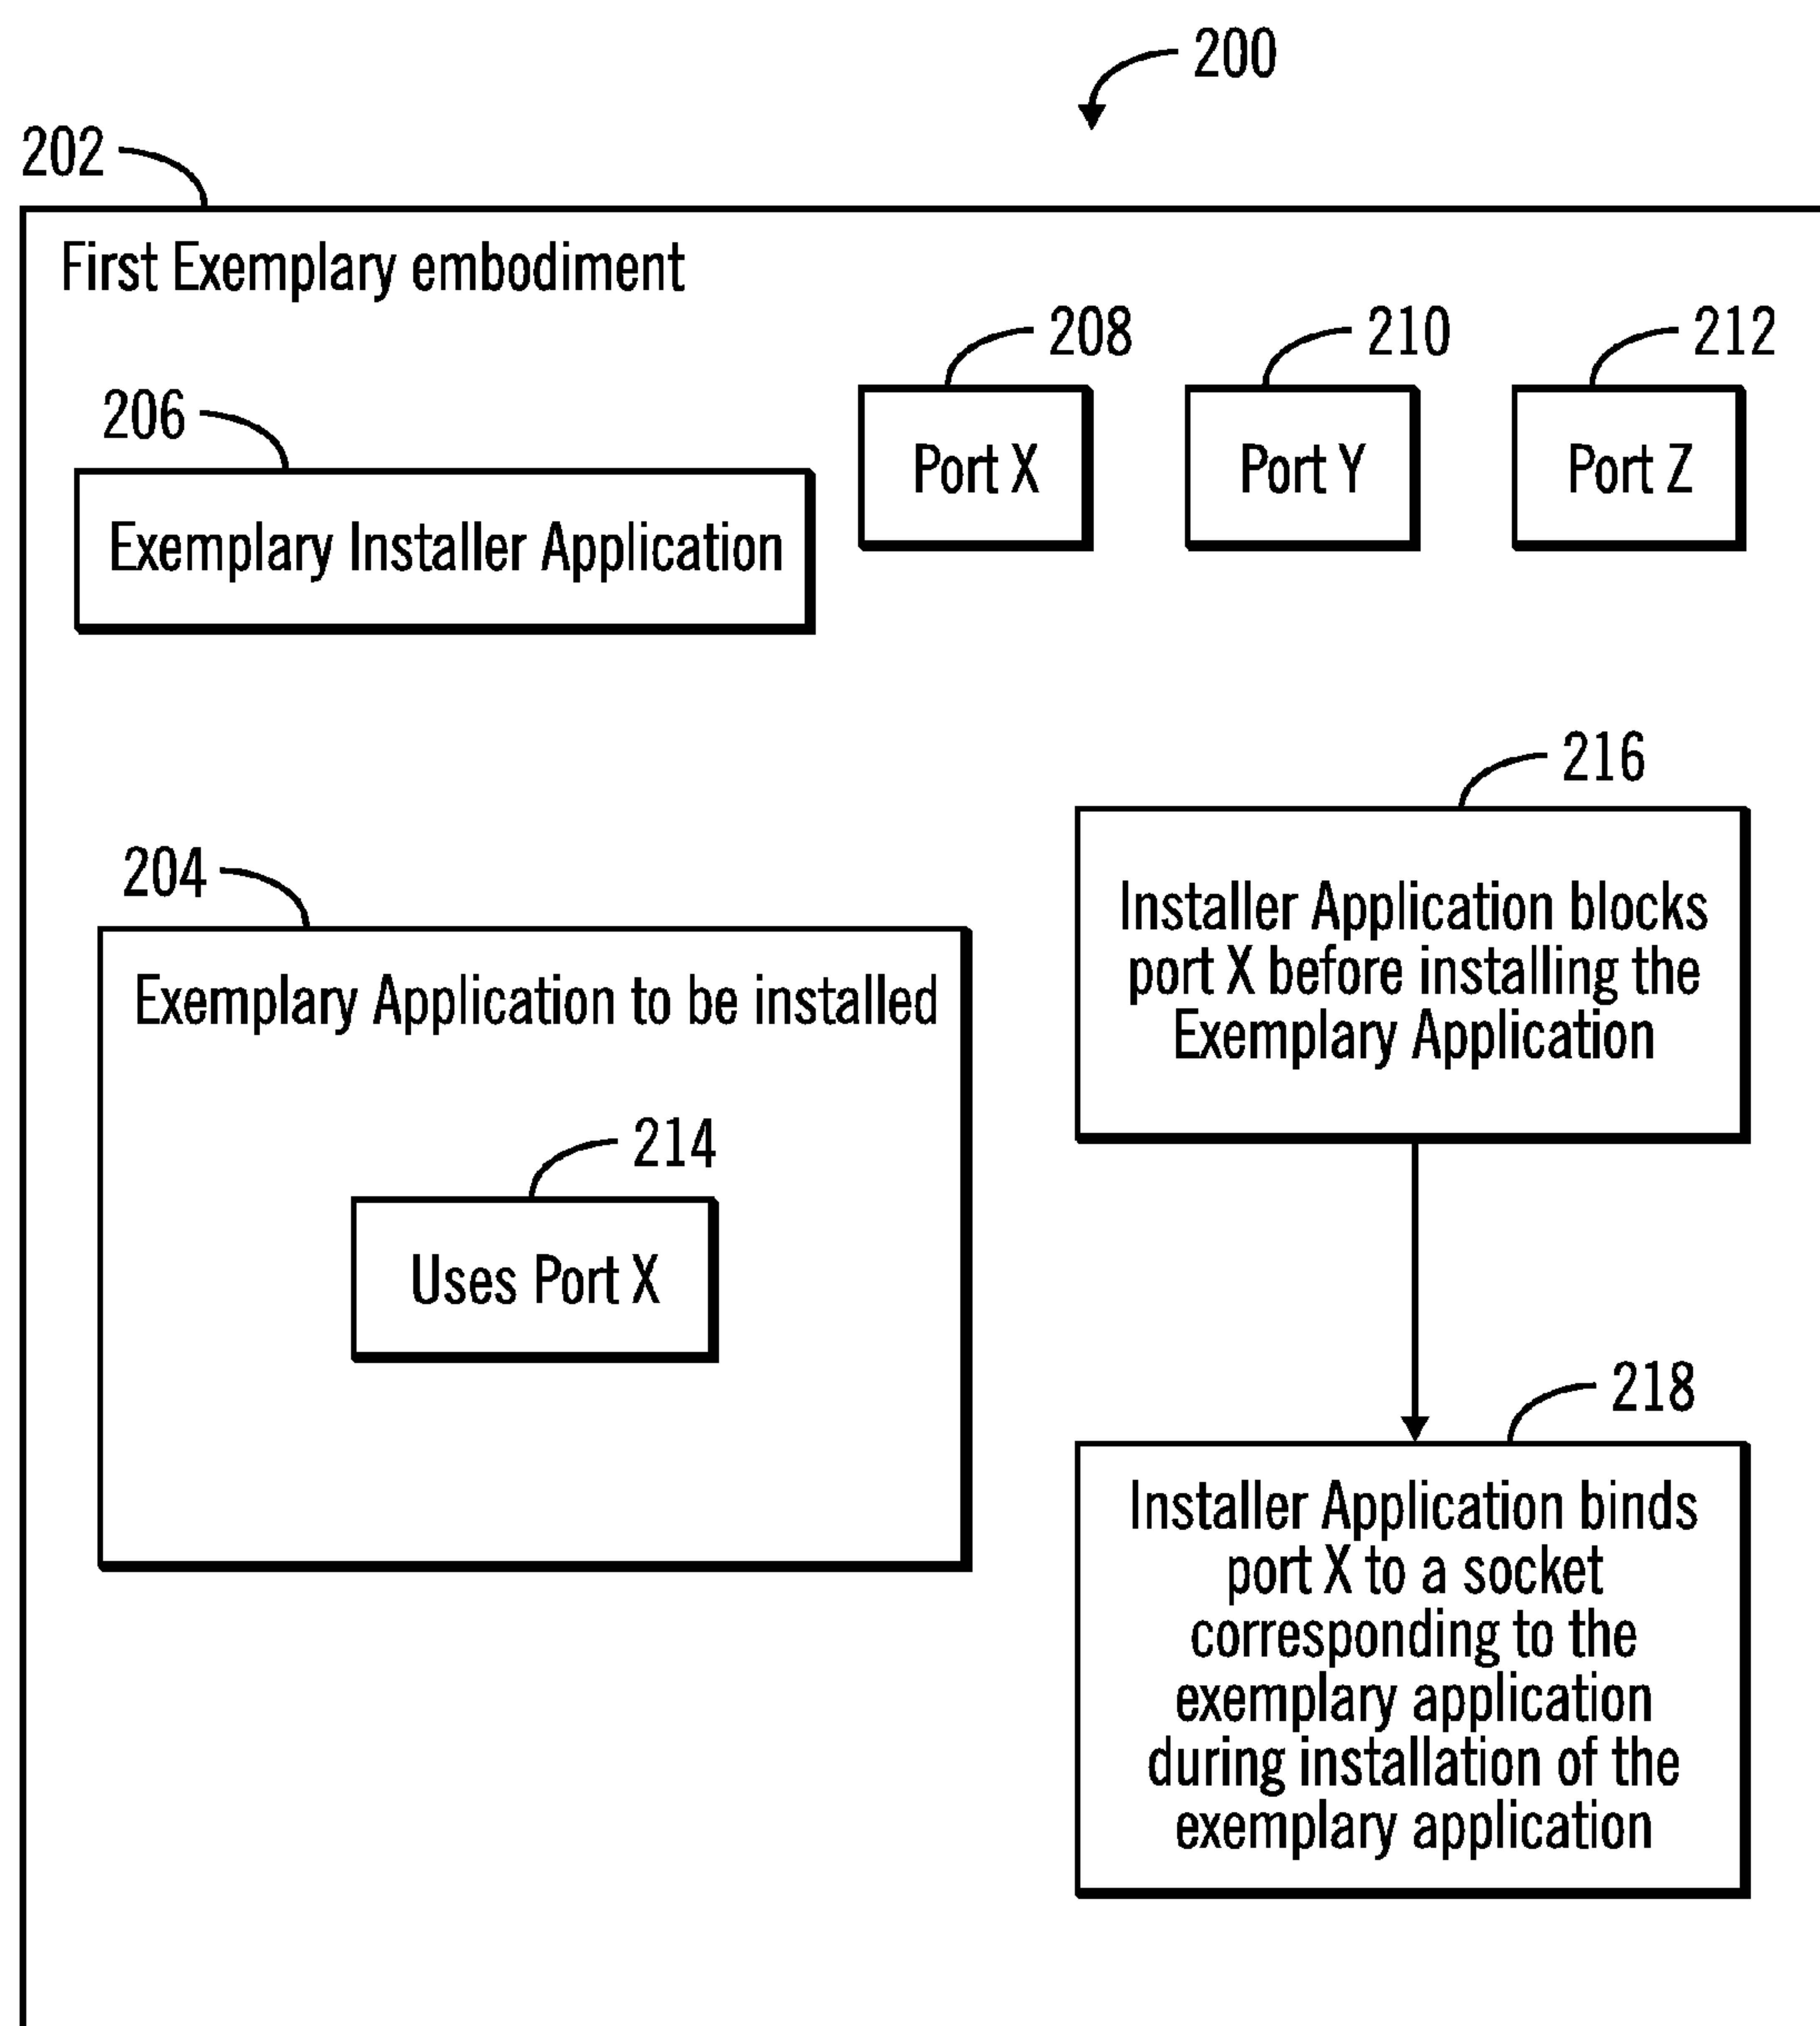 200
202
First Exemplary embodiment
208
210
212
206
Port X
Port Y
Port Z
Exemplary Installer Application
216
204
Installer Application blocks
port X before installing the
Exemplary Application
Exemplary Application to be installed
214
Uses Port X
218
Installer Application binds
port X to a socket
corresponding to the
exemplary application
during installation of the
exemplary application